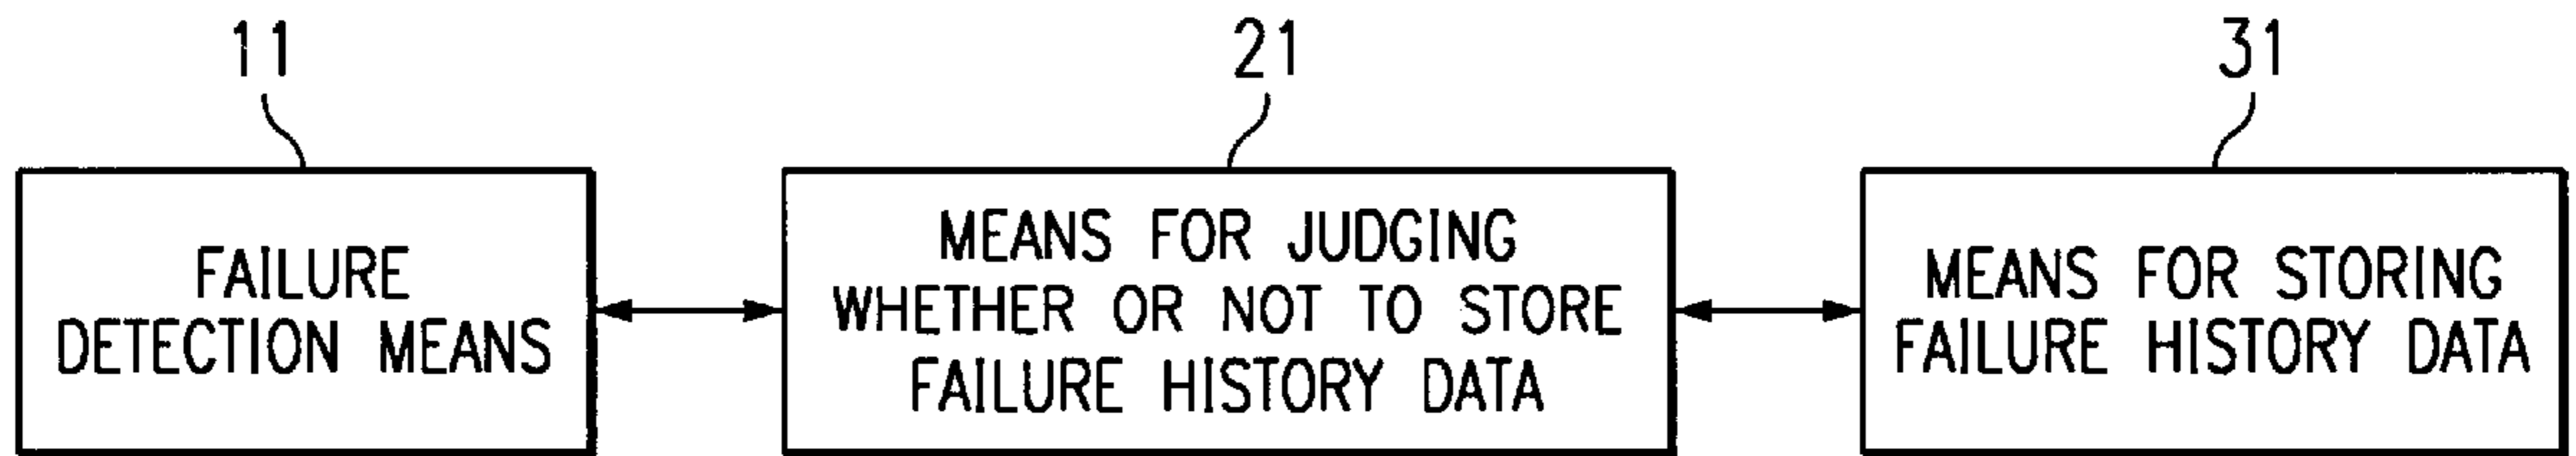 11
21
31
FAILURE
DETECTION MEANS
MEANS FOR JUDGING
WHETHER OR NOT TO STORE
FAILURE HISTORY DATA
MEANS FOR STORING
FAILURE HISTORY DATA